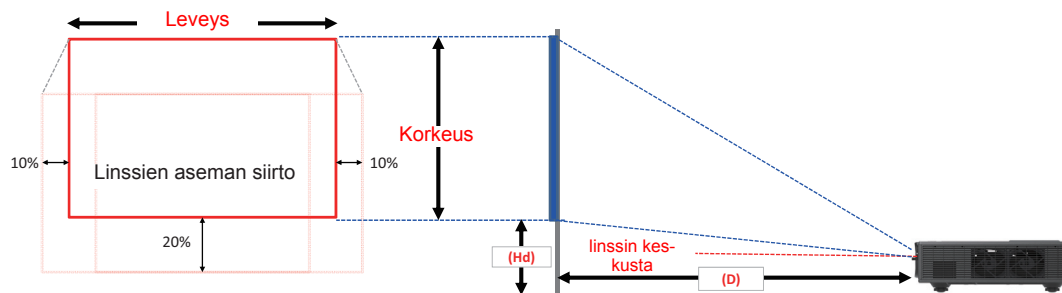 Leveys
Korkeus
10%
Linssien aseman siirto
10%
20%
(Hd)
linssin kes-
kusta
(D)